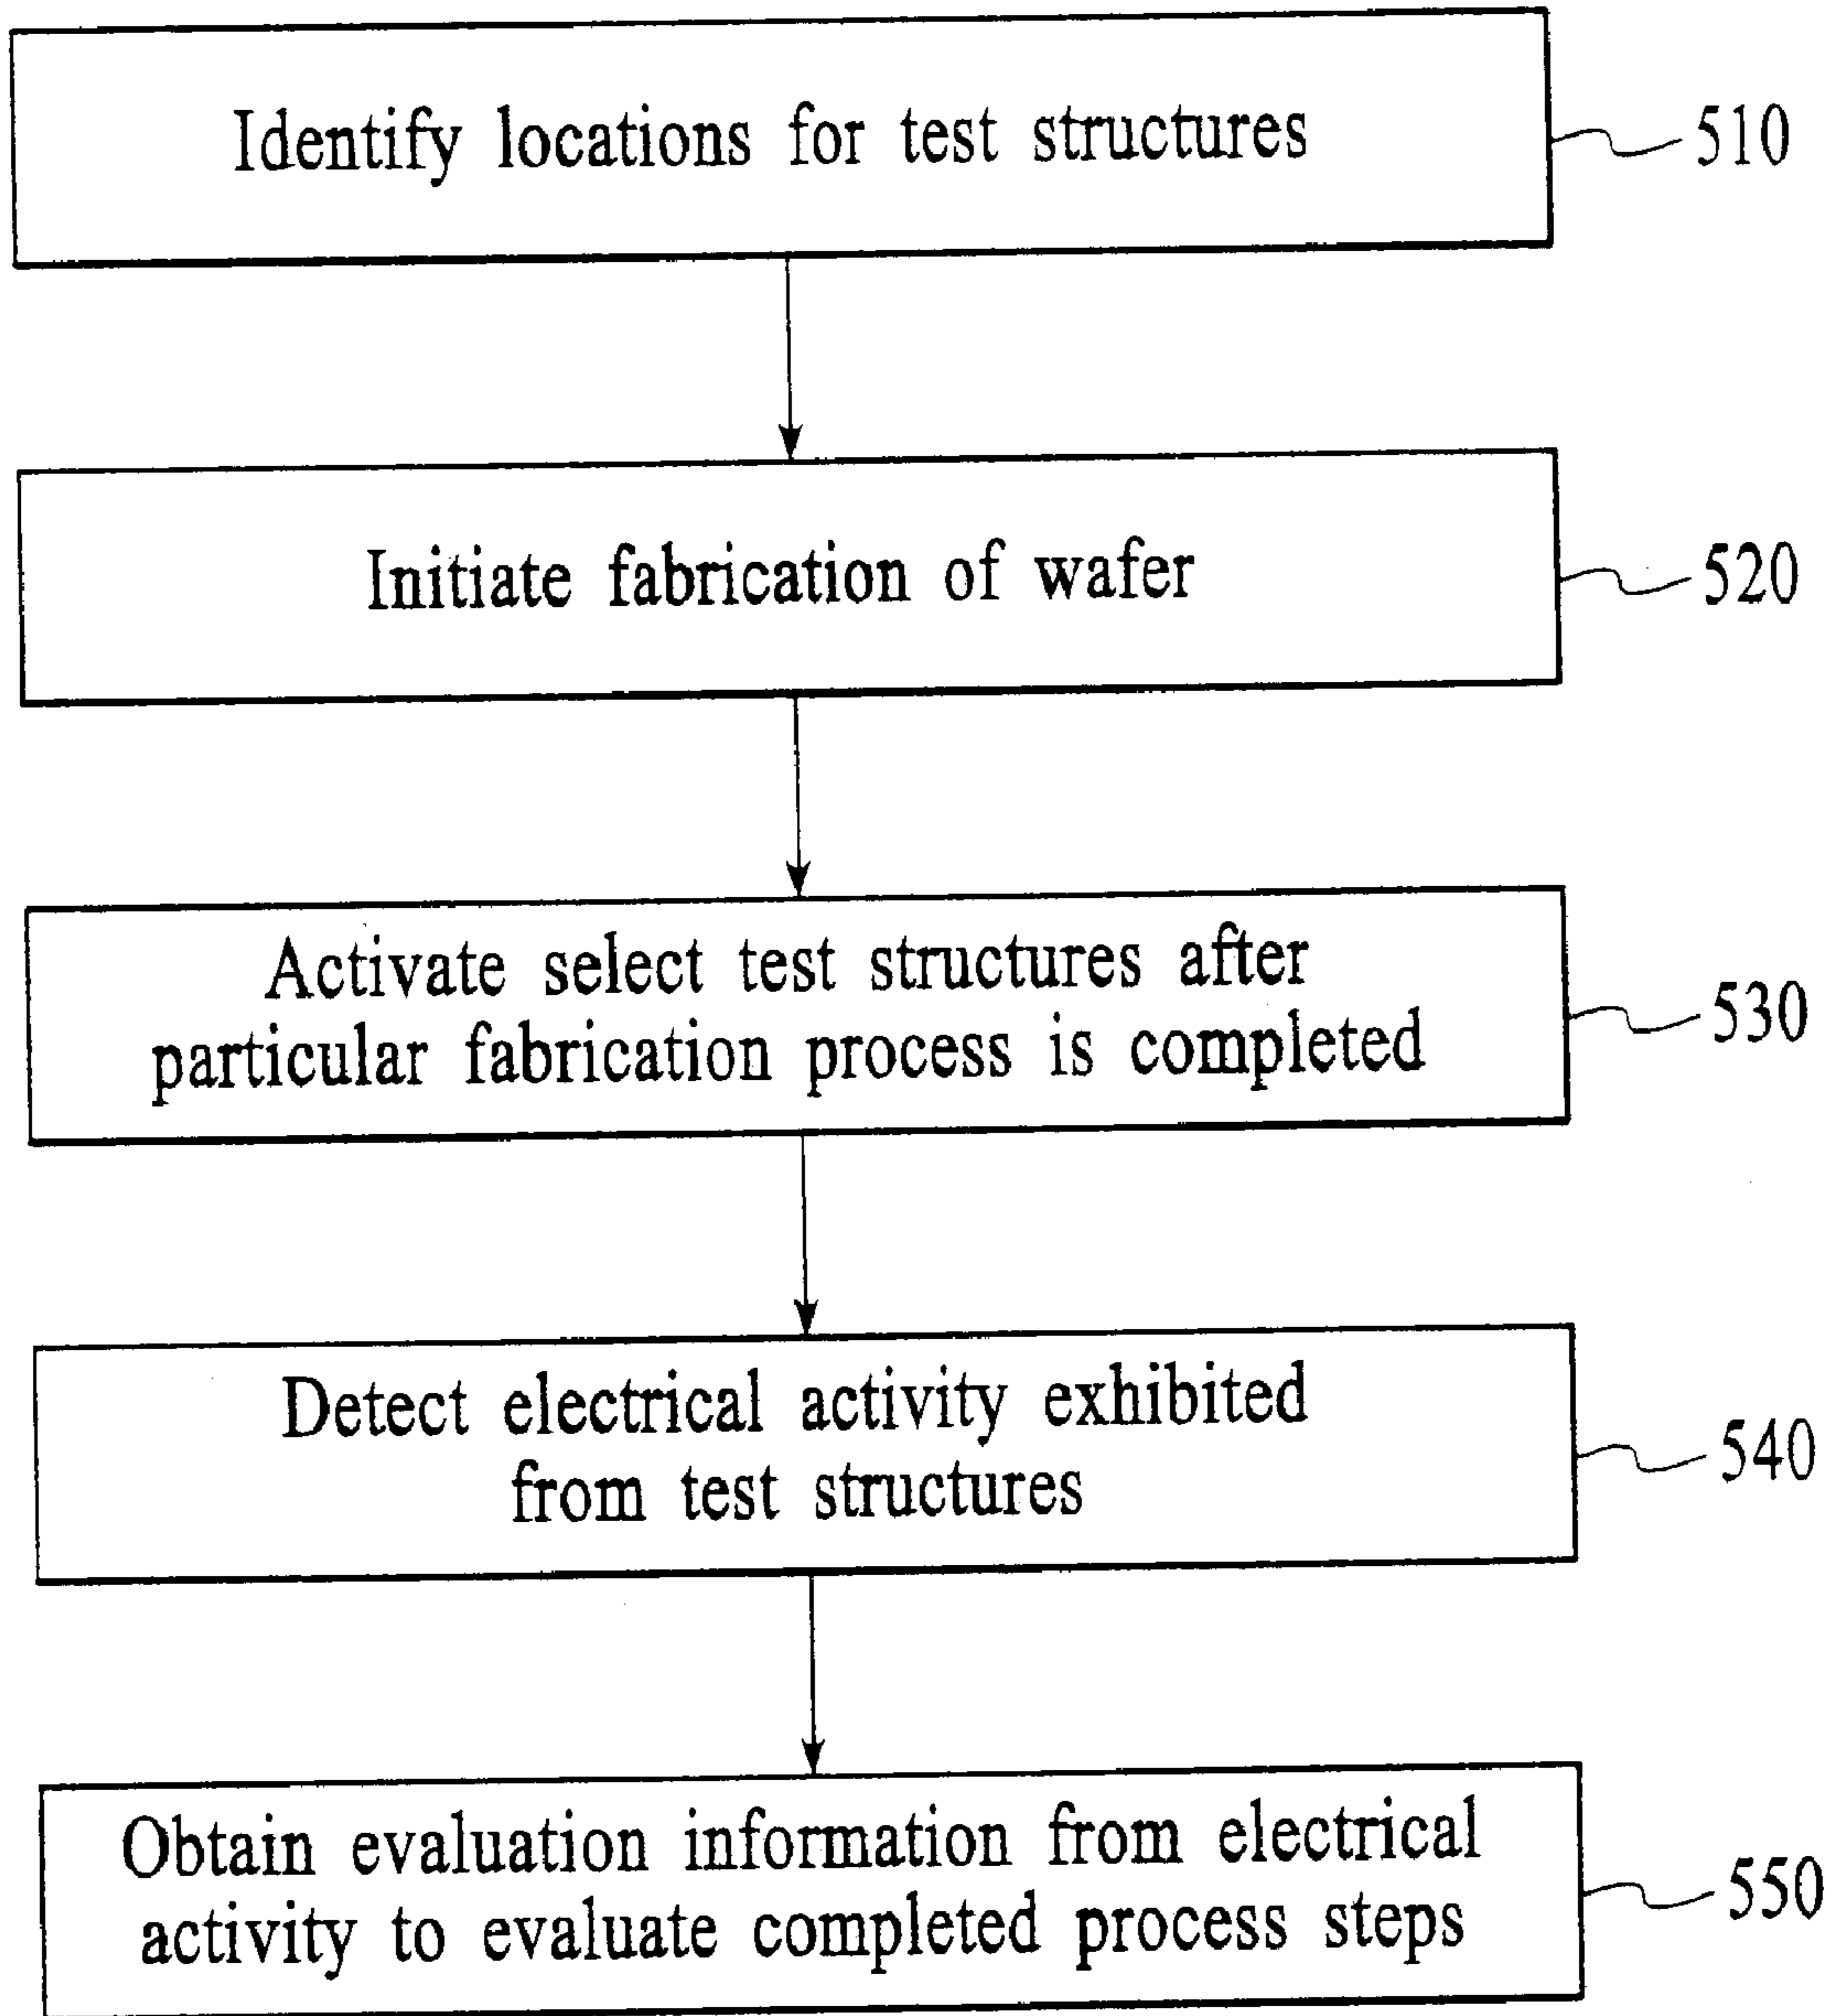 Identify locations for test structures
510
Initiate fabrication of wafer
520
Activate select test structures after
particular fabrication process is completed
530
Detect electrical activity exhibited
from test structures
540
Obtain evaluation information from electrical
activity to evaluate completed process steps
550